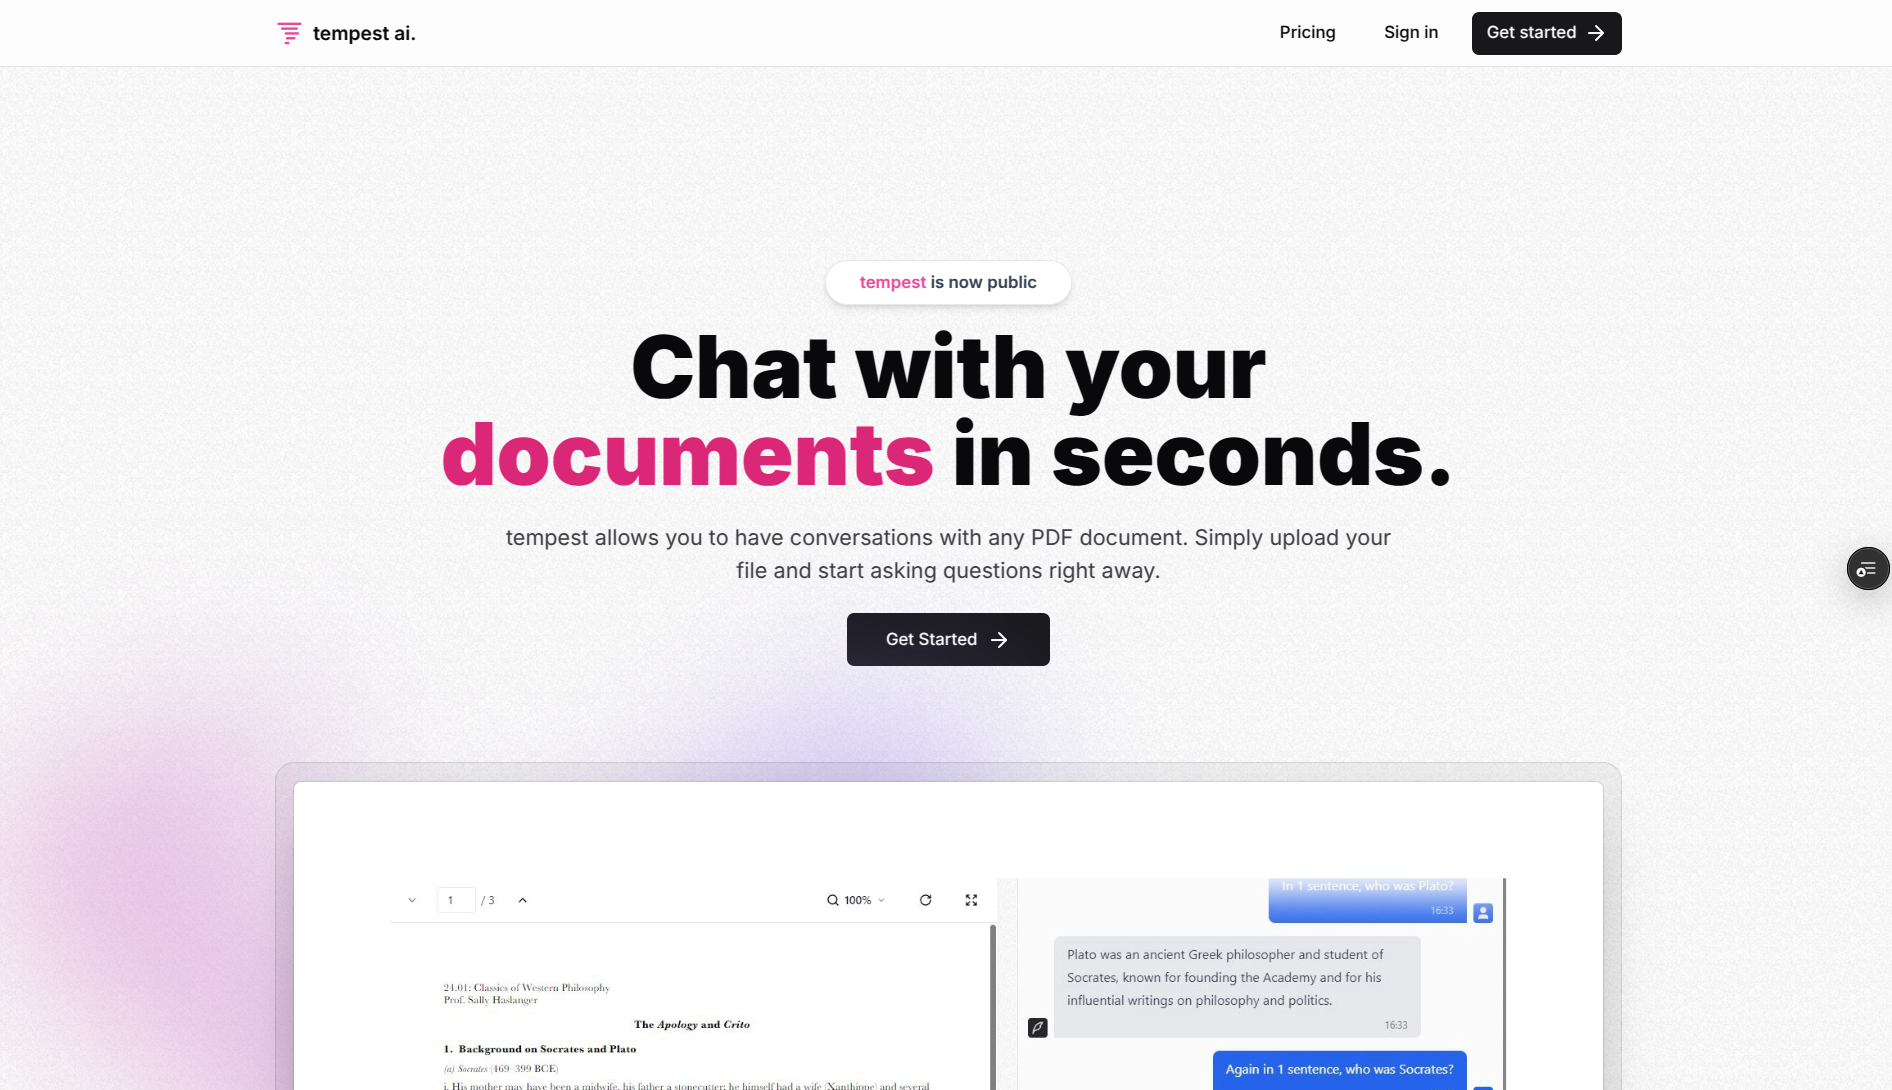 tempest ai.
Pricing
Sign in
Get started
tempest is now public
Chat with your
documents in seconds.
tempest allows you to have conversations with any PDF document. Simply upload your
file and start asking questions right away.
Get Started
1 / 3
100%
24.01: Classics of Western Philosophy
Prof. Sally Haslanger
The Apology and Crito
1. Background on Socrates and Plato
(a) Socrates (469–399 BCE)
i. His mother may have been a midwife, his father a stonecutter; he himself had a wife (Xanthippe) and several
In 1 sentence, who was Plato?
16:33
Plato was an ancient Greek philosopher and student of
Socrates, known for founding the Academy and for his
influential writings on philosophy and politics.
16:33
Again in 1 sentence, who was Socrates?